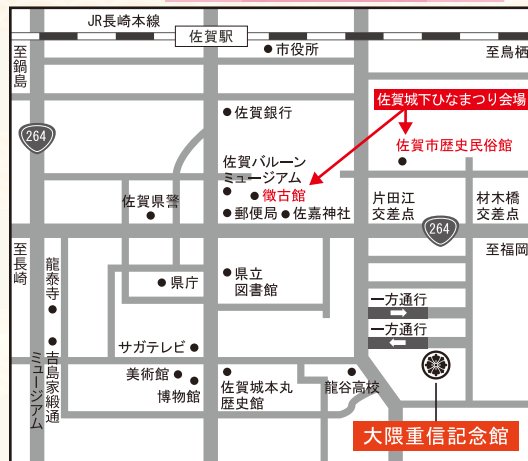 JR長崎本線
佐賀駅
市役所
至鍋島
至鳥栖
264
佐賀銀行
佐賀城下ひなまつり会場
佐賀市歴史民俗館
佐賀バルーン
ミュージアム
徴古館
佐賀県警
郵便局
佐嘉神社
片田江
交差点
材木橋
交差点
264
至長崎
至福岡
龍泰寺
県庁
県立
図書館
一方通行
一方通行
サガテレビ
吉島家緞通
ミュージアム
美術館
博物館
佐賀城本丸
歴史館
龍谷高校
大隈重信記念館